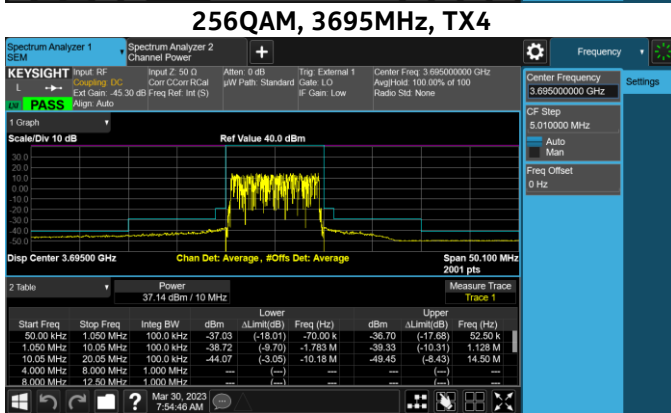 256QAM, 3695MHz, TX4
Spectrum Analyzer 1
SEM
Spectrum Analyzer 2
Channel Power
Frequency
KEYSIGHT
L
PASS
Input: RF
Coupling: DC
Ext Gain: -45.30 dB
Align: Auto
Input Z: 50 Ω
Corr CCorr RCal
Freq Ref: Int (S)
Atten: 0 dB
µW Path: Standard
Trig: External 1
Gate: LO
IF Gain: Low
Center Freq: 3.695000000 GHz
Avg|Hold: 100.00% of 100
Radio Std: None
Center Frequency
3.695000000 GHz
Settings
CF Step
5.010000 MHz
Auto
Man
Freq Offset
0 Hz
1 Graph
Scale/Div 10 dB
Ref Value 40.0 dBm
30.0
20.0
10.0
0.00
-10.0
-20.0
-30.0
-40.0
-50.0
Disp Center 3.69500 GHz
Chan Det: Average, #Offs Det: Average
Span 50.100 MHz
2001 pts
2 Table
Power
37.14 dBm / 10 MHz
Measure Trace
Trace 1
Lower Upper
Start Freq Stop Freq Integ BW dBm ΔLimit(dB) Freq (Hz) dBm ΔLimit(dB) Freq (Hz)
50.00 kHz 1.050 MHz 100.0 kHz -37.03 (-18.01) -70.00 k -36.70 (-17.68) 52.50 k
1.050 MHz 10.05 MHz 100.0 kHz -38.72 (-9.70) -1.783 M -39.33 (-10.31) 1.128 M
10.05 MHz 20.05 MHz 100.0 kHz -44.07 (-3.05) -10.18 M -49.45 (-8.43) 14.50 M
4.000 MHz 8.000 MHz 1.000 MHz --- (---) --- (---)
8.000 MHz 12.50 MHz 1.000 MHz --- (---) --- (---)
?
Mar 30, 2023
7:54:46 AM